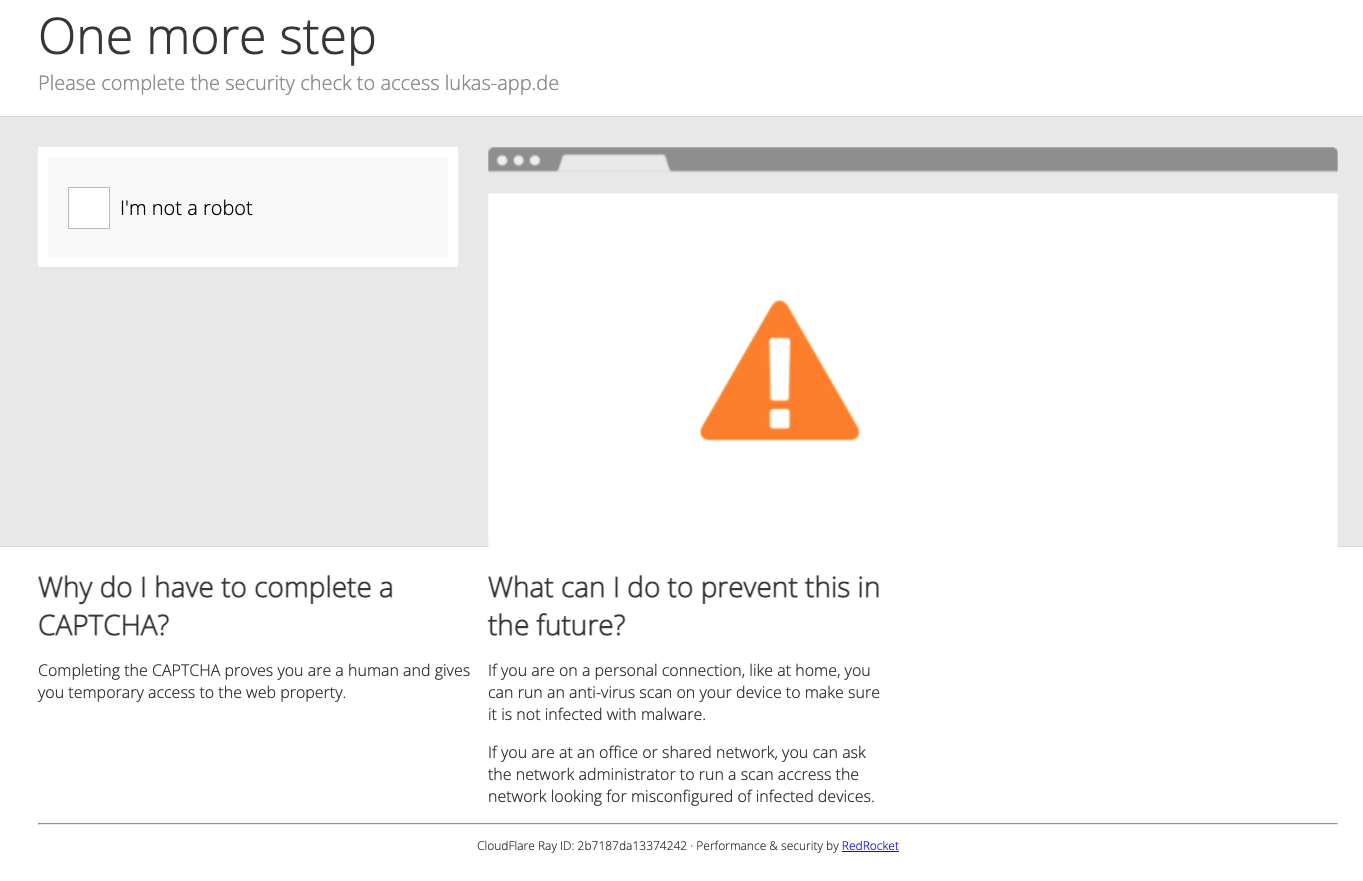 One more step
Please complete the security check to access lukas-app.de
I'm not a robot
Why do I have to complete a
CAPTCHA?
Completing the CAPTCHA proves you are a human and gives
you temporary access to the web property.
What can I do to prevent this in
the future?
If you are on a personal connection, like at home, you
can run an anti-virus scan on your device to make sure
it is not infected with malware.
If you are at an office or shared network, you can ask
the network administrator to run a scan accress the
network looking for misconfigured of infected devices.
CloudFlare Ray ID: 2b7187da13374242 · Performance & security by RedRocket